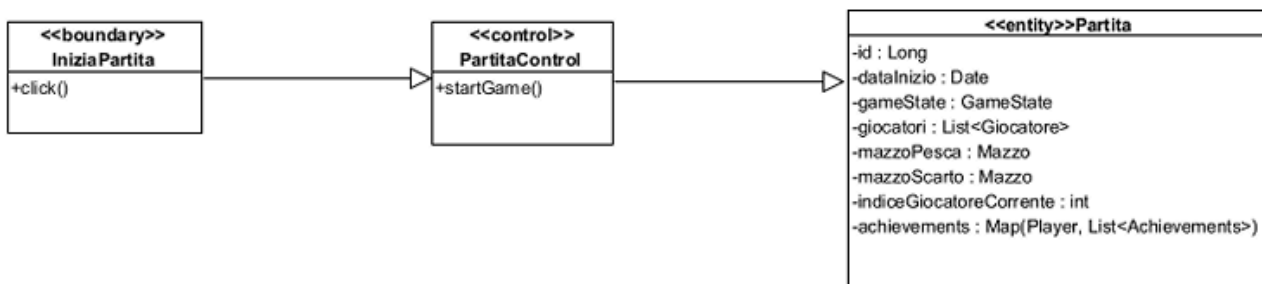 <<boundary>>
IniziaPartita
+click()
<<control>>
PartitaControl
+startGame()
<<entity>>Partita
-id : Long
-dataInizio : Date
-gameState : GameState
-giocatori : List<Giocatore>
-mazzoPesca : Mazzo
-mazzoScarto : Mazzo
-indiceGiocatoreCorrente : int
-achievements : Map(Player, List<Achievements>)